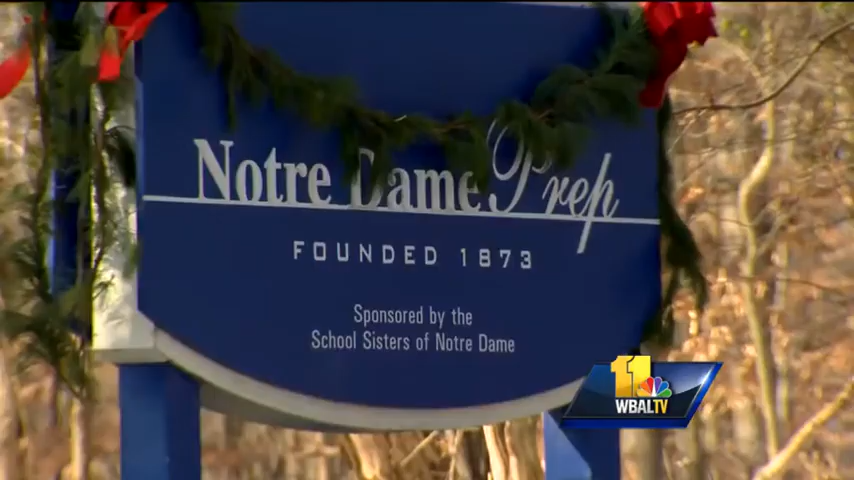 Notre Dame Prep
FOUNDED 1873
Sponsored by the
School Sisters of Notre Dame
11
WBALTV